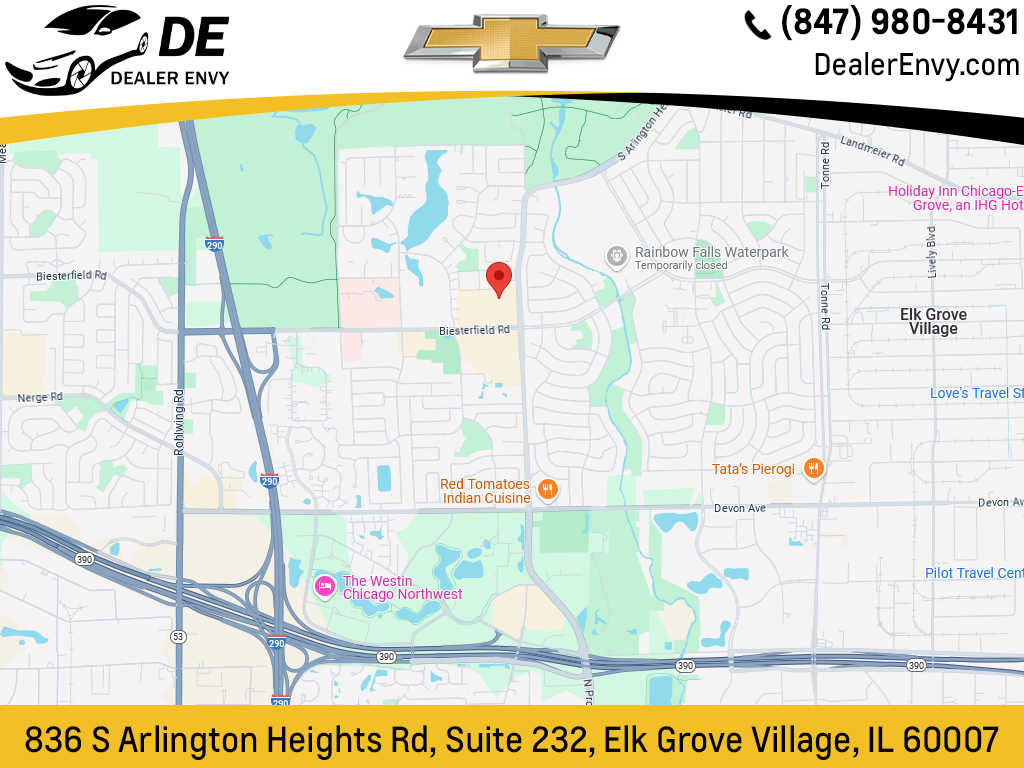 DE
DEALER ENVY
(847) 980-8431
DealerEnvy.com
S Arlington He
Landmeier Rd
Tonne Rd
Holiday Inn Chicago-E
Grove, an IHG Hot
Lively Blvd
290
Rainbow Falls Waterpark
Temporarily closed
Biesterfield Rd
Tonne Rd
Elk Grove
Village
Biesterfield Rd
Love's Travel St
Nerge Rd
Rohlwing Rd
Tata's Pierogi
290
Red Tomatoes
Indian Cuisine
Devon Ave
Devon Av
390
The Westin
Chicago Northwest
Pilot Travel Cent
53
290
390
390
390
N Pro
290
836 S Arlington Heights Rd, Suite 232, Elk Grove Village, IL 60007